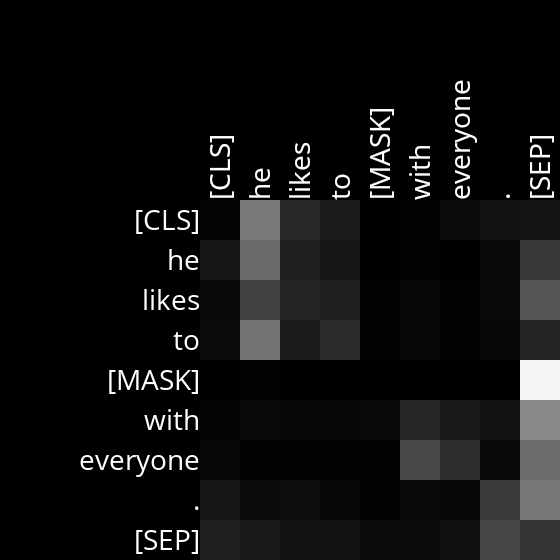 [CLS] he likes to [MASK] with everyone . [SEP]
[CLS]
he
likes
to
[MASK]
with
everyone
.
[SEP]